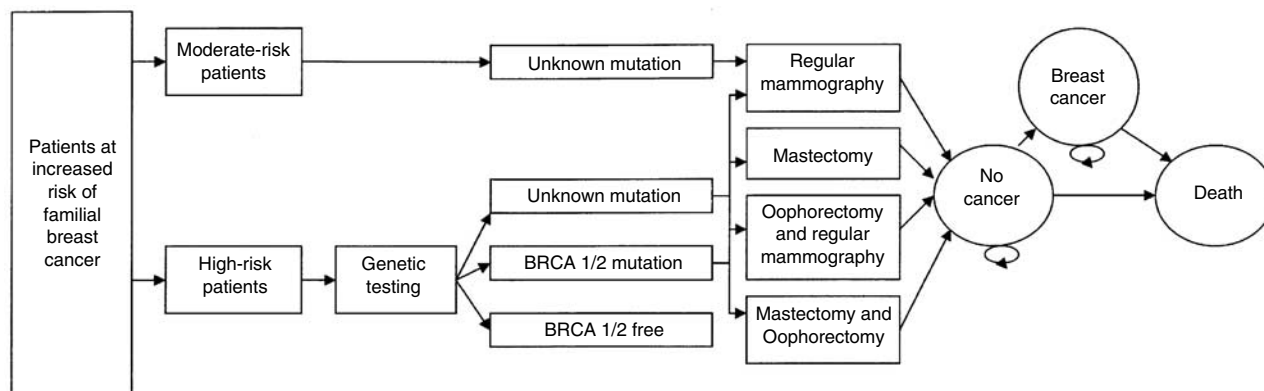 Patients at
increased
risk of
familial
breast
cancer
Moderate-risk
patients
High-risk
patients
Genetic
testing
Unknown mutation
Unknown mutation
BRCA 1/2 mutation
BRCA 1/2 free
Regular
mammography
Mastectomy
Oophorectomy
and regular
mammography
Mastectomy and
Oophorectomy
No
cancer
Breast
cancer
Death